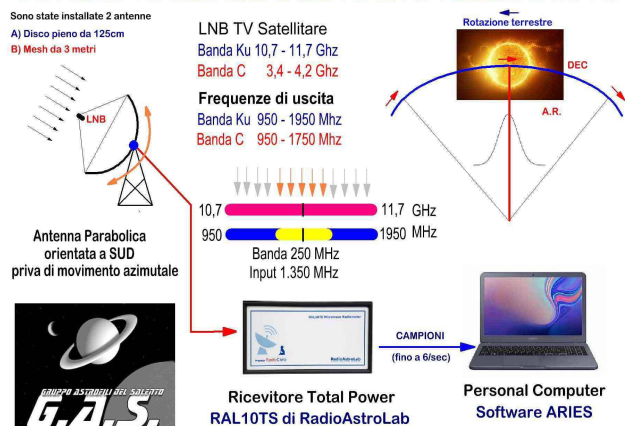 Sono state installate 2 antenne
A) Disco pieno da 125cm
B) Mesh da 3 metri
LNB
Antenna Parabolica
orientata a SUD
priva di movimento azimutale
LNB TV Satellitare
Banda Ku 10,7 - 11,7 Ghz
Banda C 3,4 - 4,2 Ghz
Frequenze di uscita
Banda Ku 950 - 1950 Mhz
Banda C 950 - 1750 Mhz
10,7 11,7 GHz
950 1950 MHz
Banda 250 MHz
Input 1.350 MHz
Rotazione terrestre
DEC
A.R.
GRUPPO ASTROFILI DEL SALENTO
G.A.S.
RAL10TS Microwave Radiometer
RadioAstroLab
Ricevitore Total Power
RAL10TS di RadioAstroLab
CAMPIONI
(fino a 6/sec)
Personal Computer
Software ARIES